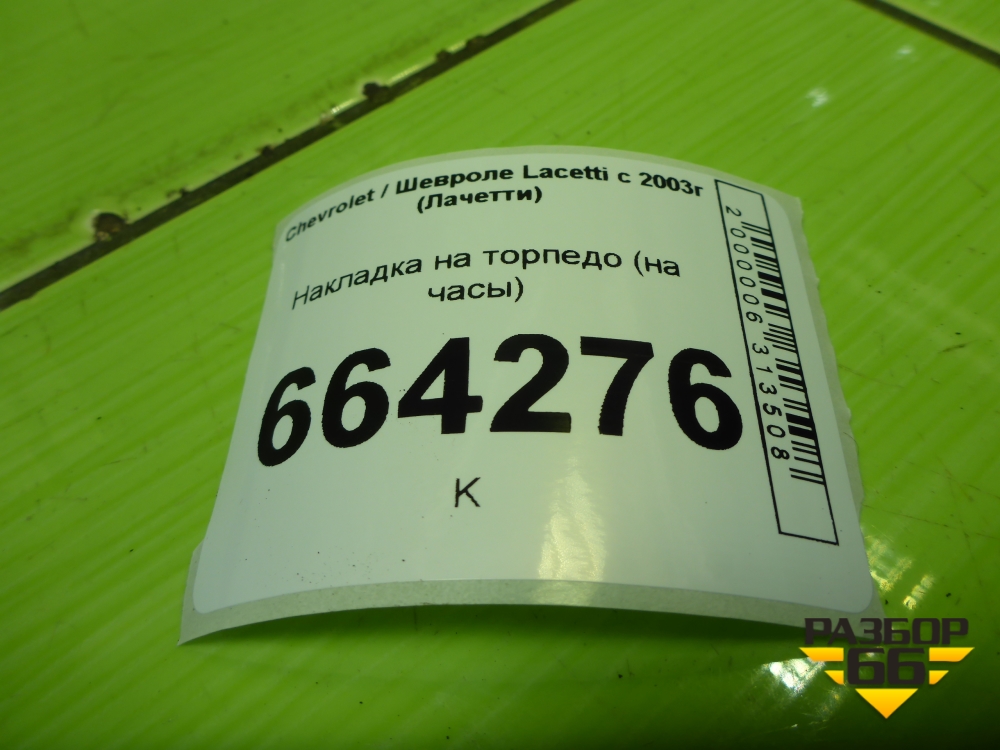 Chevrolet / Шевроле Lacetti с 2003г
(Лачетти)
Накладка на торпедо (на
часы)
664276
К
2000006313508
РАЗБОР
66